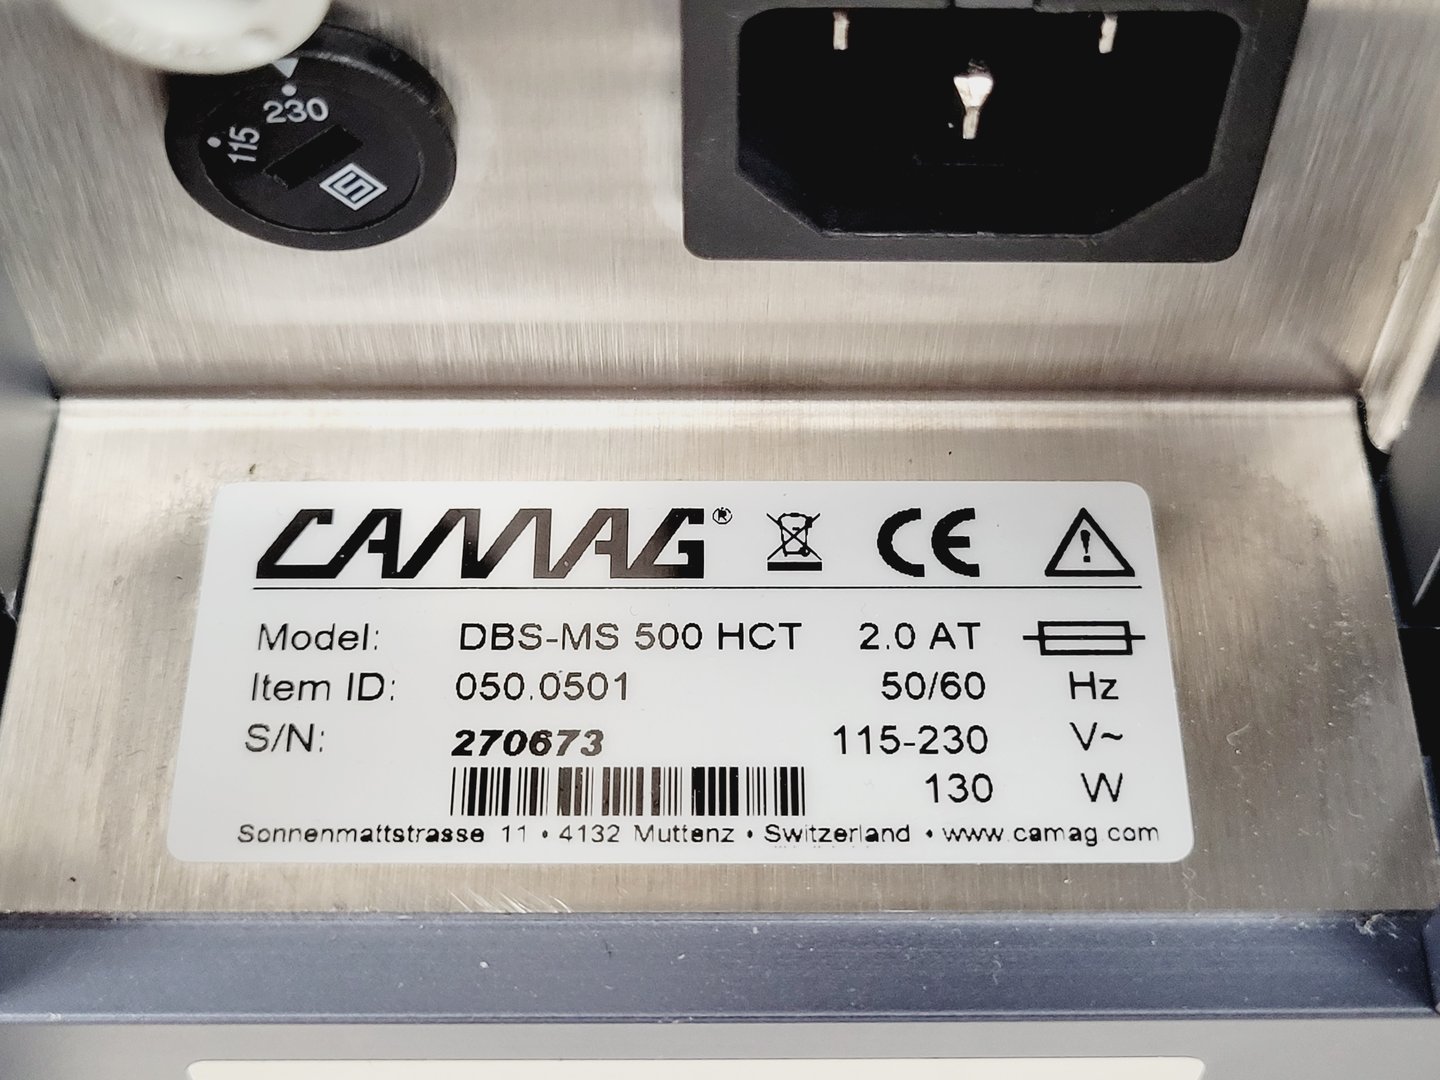 230
115
CAMAG®
CE
Model: DBS-MS 500 HCT 2.0 AT
Item ID: 050.0501 50/60 Hz
S/N: 270673 115-230 V~
130 W
Sonnenmattstrasse 11 • 4132 Muttenz • Switzerland • www.camag.com